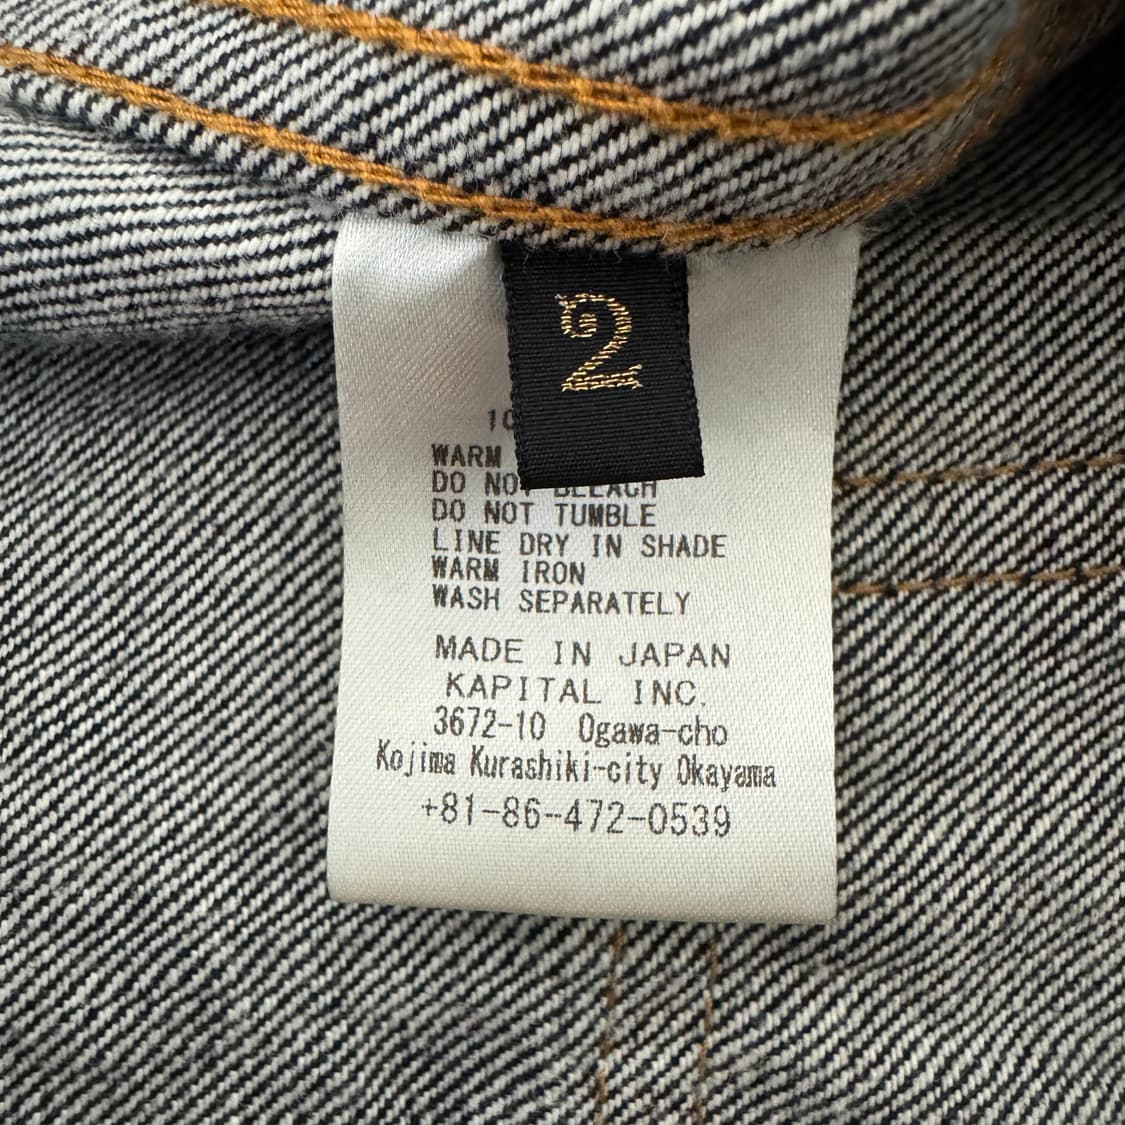 2
WARM
DO NOT BLEACH
DO NOT TUMBLE
LINE DRY IN SHADE
WARM IRON
WASH SEPARATELY
MADE IN JAPAN
KAPITAL INC.
3672-10 Ogawa-cho
Kojima Kurashiki-city Okayama
+81-86-472-0539